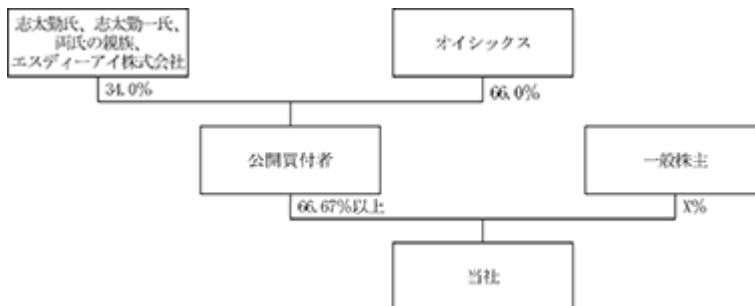 志太勤氏、志太勤一氏、
両氏の親族、
エスディーアイ株式会社
オイシックス
34.0%
66.0%
公開買付者
一般株主
66.67%以上
X%
当社